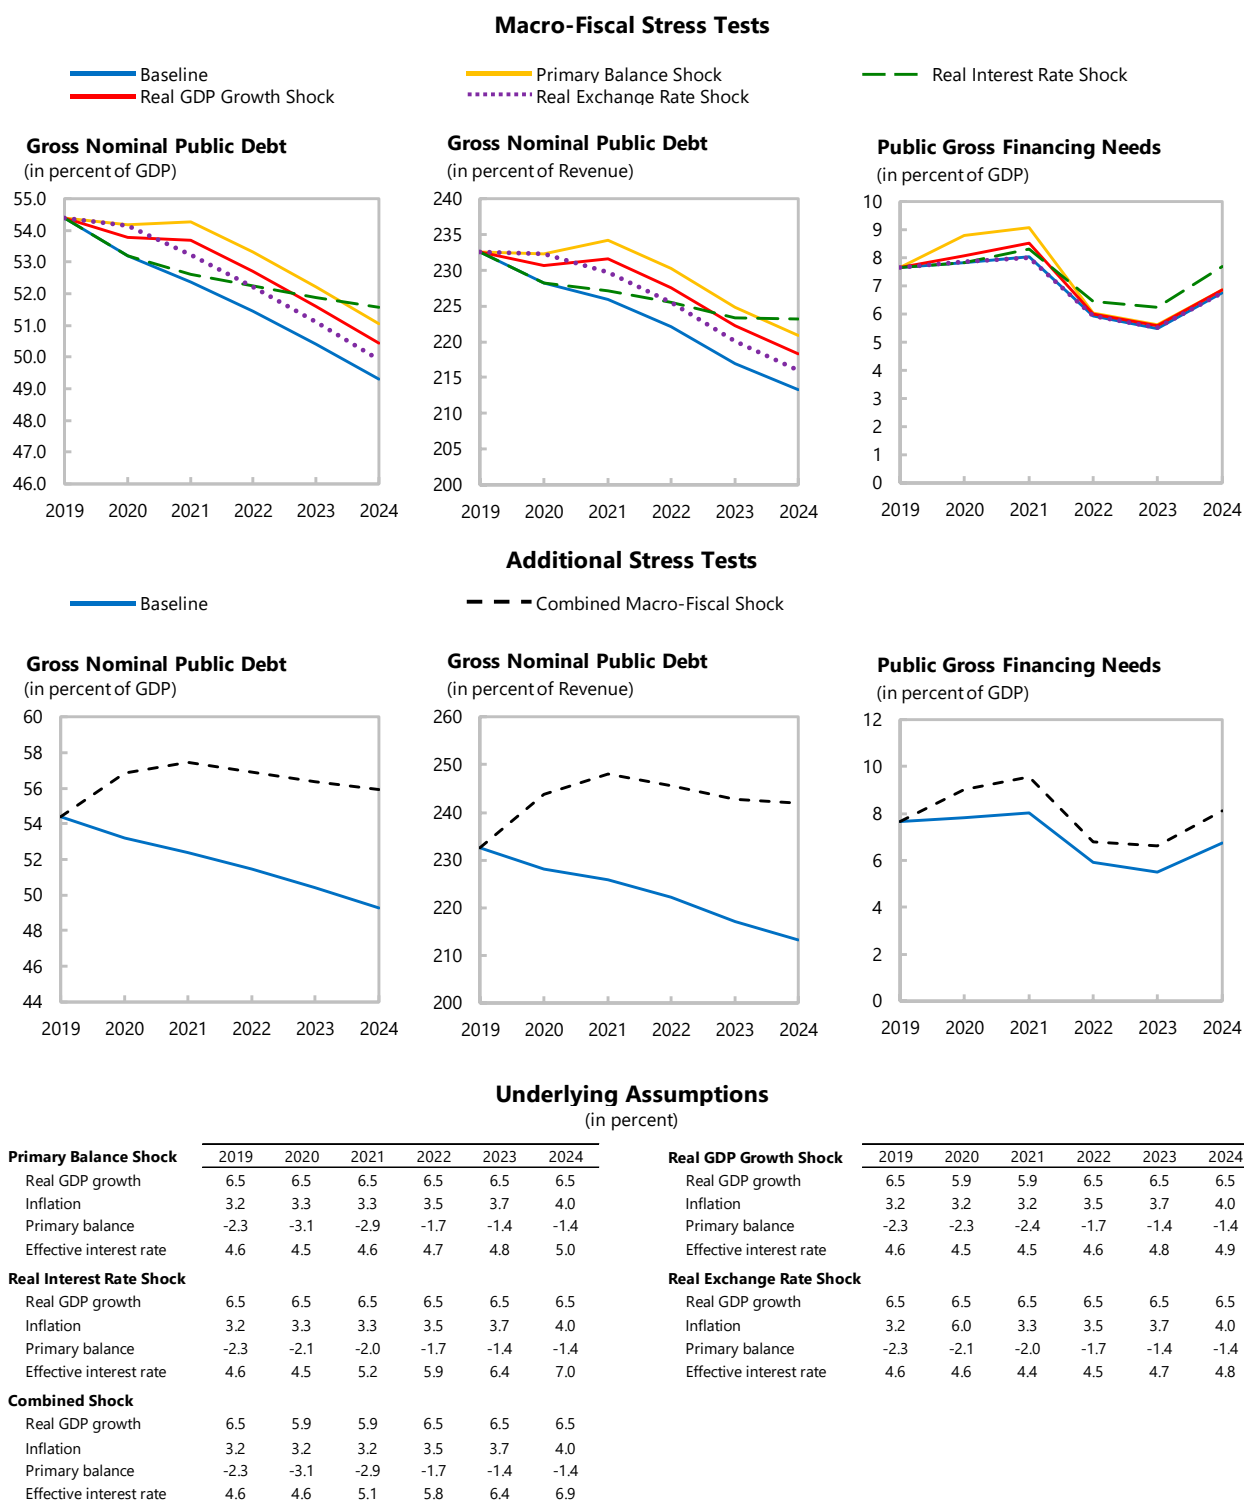 Macro-Fiscal Stress Tests
Baseline
Primary Balance Shock
Real Interest Rate Shock
Real GDP Growth Shock
Real Exchange Rate Shock
Gross Nominal Public Debt
(in percent of GDP)
55.0
54.0
53.0
52.0
51.0
50.0
49.0
48.0
47.0
46.0
2019 2020 2021 2022 2023 2024
Gross Nominal Public Debt
(in percent of Revenue)
240
235
230
225
220
215
210
205
200
2019 2020 2021 2022 2023 2024
Public Gross Financing Needs
(in percent of GDP)
10
9
8
7
6
5
4
3
2
1
0
2019 2020 2021 2022 2023 2024
Additional Stress Tests
Baseline
Combined Macro-Fiscal Shock
Gross Nominal Public Debt
(in percent of GDP)
60
58
56
54
52
50
48
46
44
2019 2020 2021 2022 2023 2024
Gross Nominal Public Debt
(in percent of Revenue)
260
250
240
230
220
210
200
2019 2020 2021 2022 2023 2024
Public Gross Financing Needs
(in percent of GDP)
12
10
8
6
4
2
0
2019 2020 2021 2022 2023 2024
Underlying Assumptions
(in percent)
Primary Balance Shock 2019 2020 2021 2022 2023 2024
Real GDP growth 6.5 6.5 6.5 6.5 6.5 6.5
Inflation 3.2 3.3 3.3 3.5 3.7 4.0
Primary balance -2.3 -3.1 -2.9 -1.7 -1.4 -1.4
Effective interest rate 4.6 4.5 4.6 4.7 4.8 5.0
Real Interest Rate Shock
Real GDP growth 6.5 6.5 6.5 6.5 6.5 6.5
Inflation 3.2 3.3 3.3 3.5 3.7 4.0
Primary balance -2.3 -2.1 -2.0 -1.7 -1.4 -1.4
Effective interest rate 4.6 4.5 5.2 5.9 6.4 7.0
Combined Shock
Real GDP growth 6.5 5.9 5.9 6.5 6.5 6.5
Inflation 3.2 3.2 3.2 3.5 3.7 4.0
Primary balance -2.3 -3.1 -2.9 -1.7 -1.4 -1.4
Effective interest rate 4.6 4.6 5.1 5.8 6.4 6.9
Real GDP Growth Shock 2019 2020 2021 2022 2023 2024
Real GDP growth 6.5 5.9 5.9 6.5 6.5 6.5
Inflation 3.2 3.2 3.2 3.5 3.7 4.0
Primary balance -2.3 -2.3 -2.4 -1.7 -1.4 -1.4
Effective interest rate 4.6 4.5 4.5 4.6 4.8 4.9
Real Exchange Rate Shock
Real GDP growth 6.5 6.5 6.5 6.5 6.5 6.5
Inflation 3.2 6.0 3.3 3.5 3.7 4.0
Primary balance -2.3 -2.1 -2.0 -1.7 -1.4 -1.4
Effective interest rate 4.6 4.6 4.4 4.5 4.7 4.8